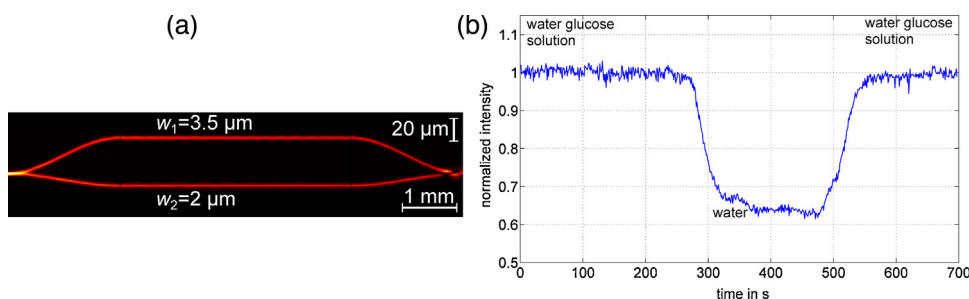 (a)
w₁=3.5 µm
20 µm
w₂=2 µm
1 mm
(b)
water glucose
solution
water glucose
solution
water
normalized intensity
1.1
1
0.9
0.8
0.7
0.6
0.5
0
100
200
300
400
500
600
700
time in s